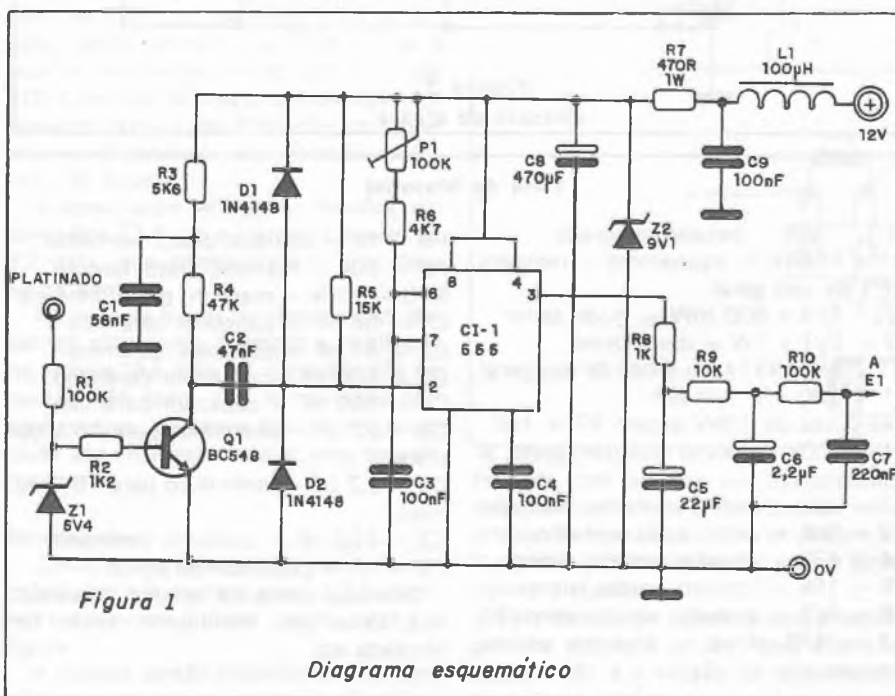 R7
470R
1W
L1
100µH
+
12V
C9
100nF
P1
100K
C8
470µF
R3
5K6
D1
1N4148
R6
4K7
Z2
9V1
PLATINADO
C1
56nF
R4
47K
R5
15K
8
4
6
7
2
3
CI-1
555
C2
47nF
R8
1K
R9
10K
R10
100K
A
E1
R1
100K
R2
1K2
Q1
BC548
D2
1N4148
C3
100nF
C4
100nF
C5
22µF
C6
2,2µF
C7
220nF
Z1
6V4
0V
Figura 1
Diagrama esquemático